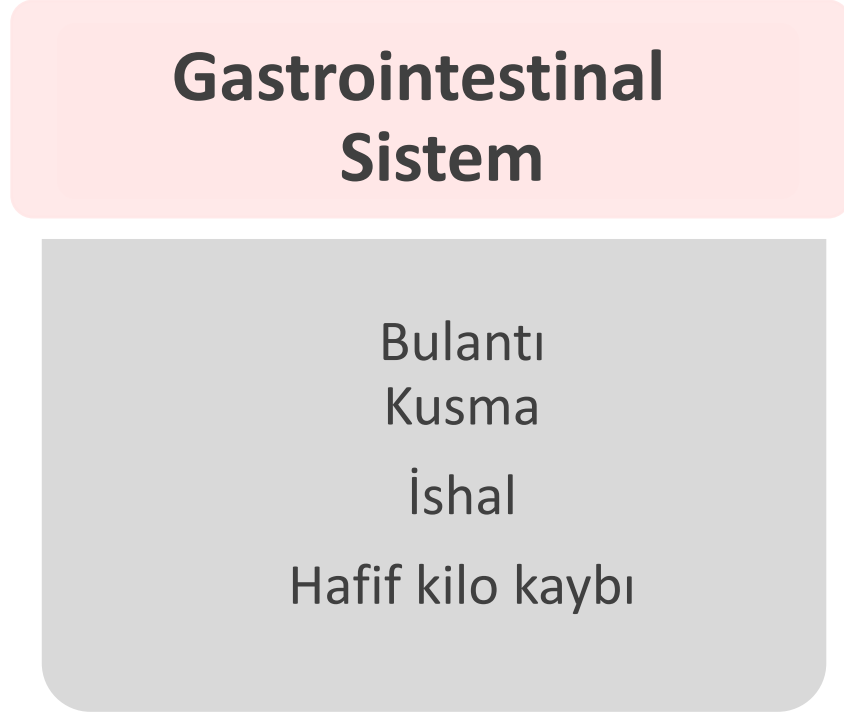 Gastrointestinal
Sistem
Bulantı
Kusma
İshal
Hafif kilo kaybı